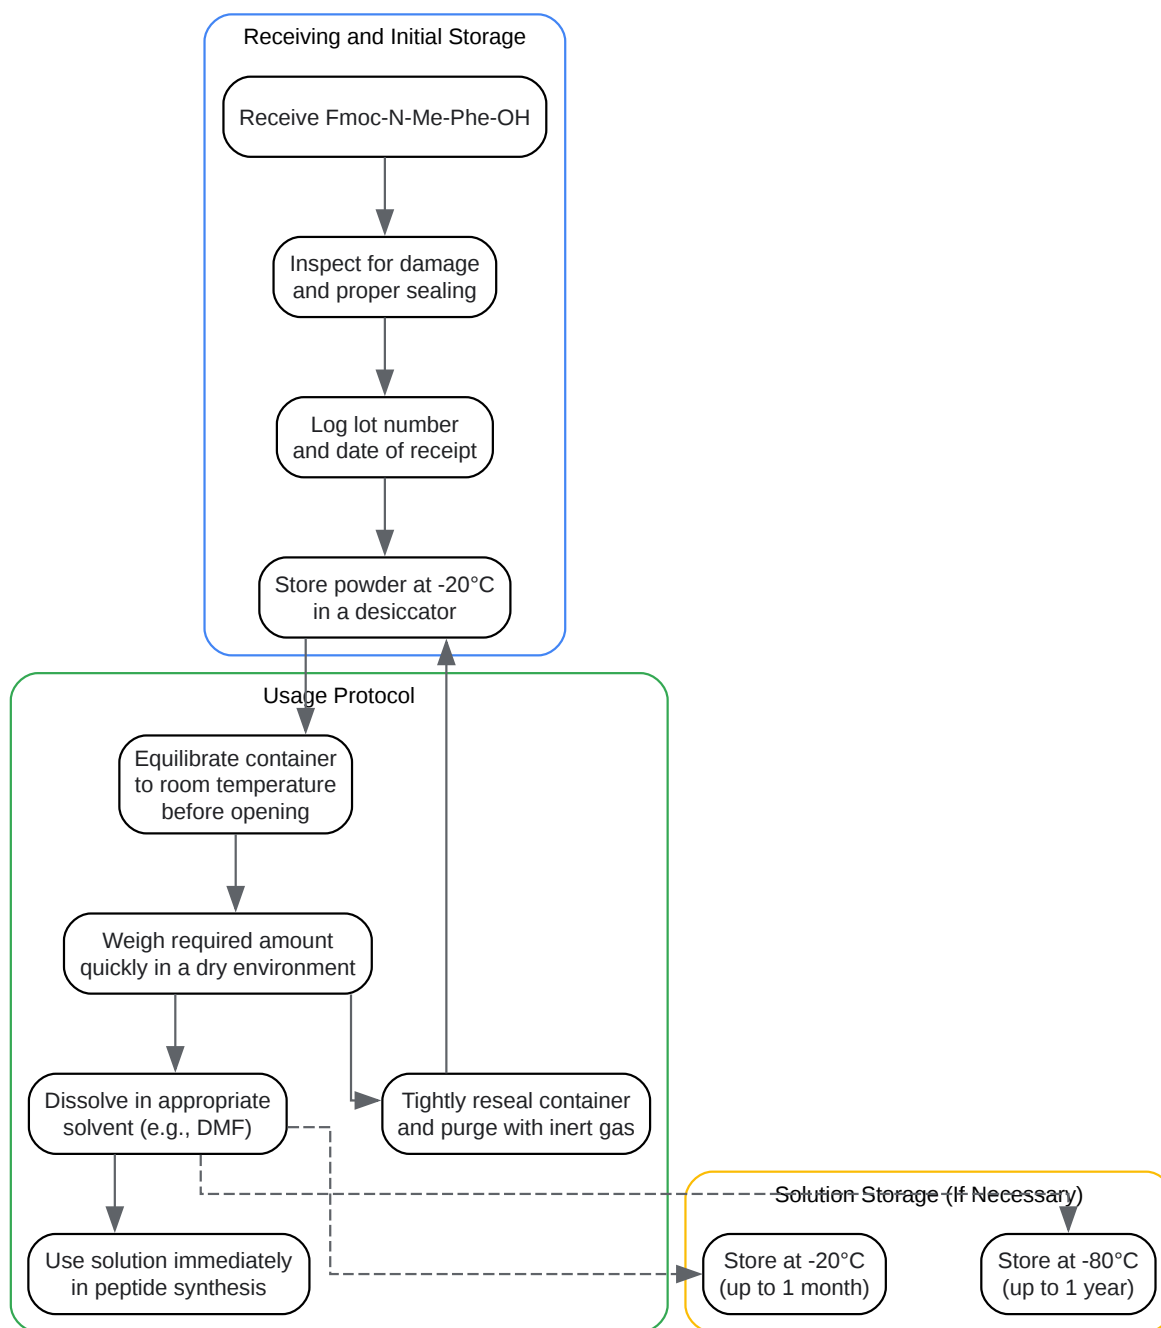 Receiving and Initial Storage
Receive Fmoc-N-Me-Phe-OH
Inspect for damage
and proper sealing
Log lot number
and date of receipt
Store powder at -20°C
in a desiccator
Usage Protocol
Equilibrate container
to room temperature
before opening
Weigh required amount
quickly in a dry environment
Dissolve in appropriate
solvent (e.g., DMF)
Tightly reseal container
and purge with inert gas
Use solution immediately
in peptide synthesis
Solution Storage (If Necessary)
Store at -20°C
(up to 1 month)
Store at -80°C
(up to 1 year)